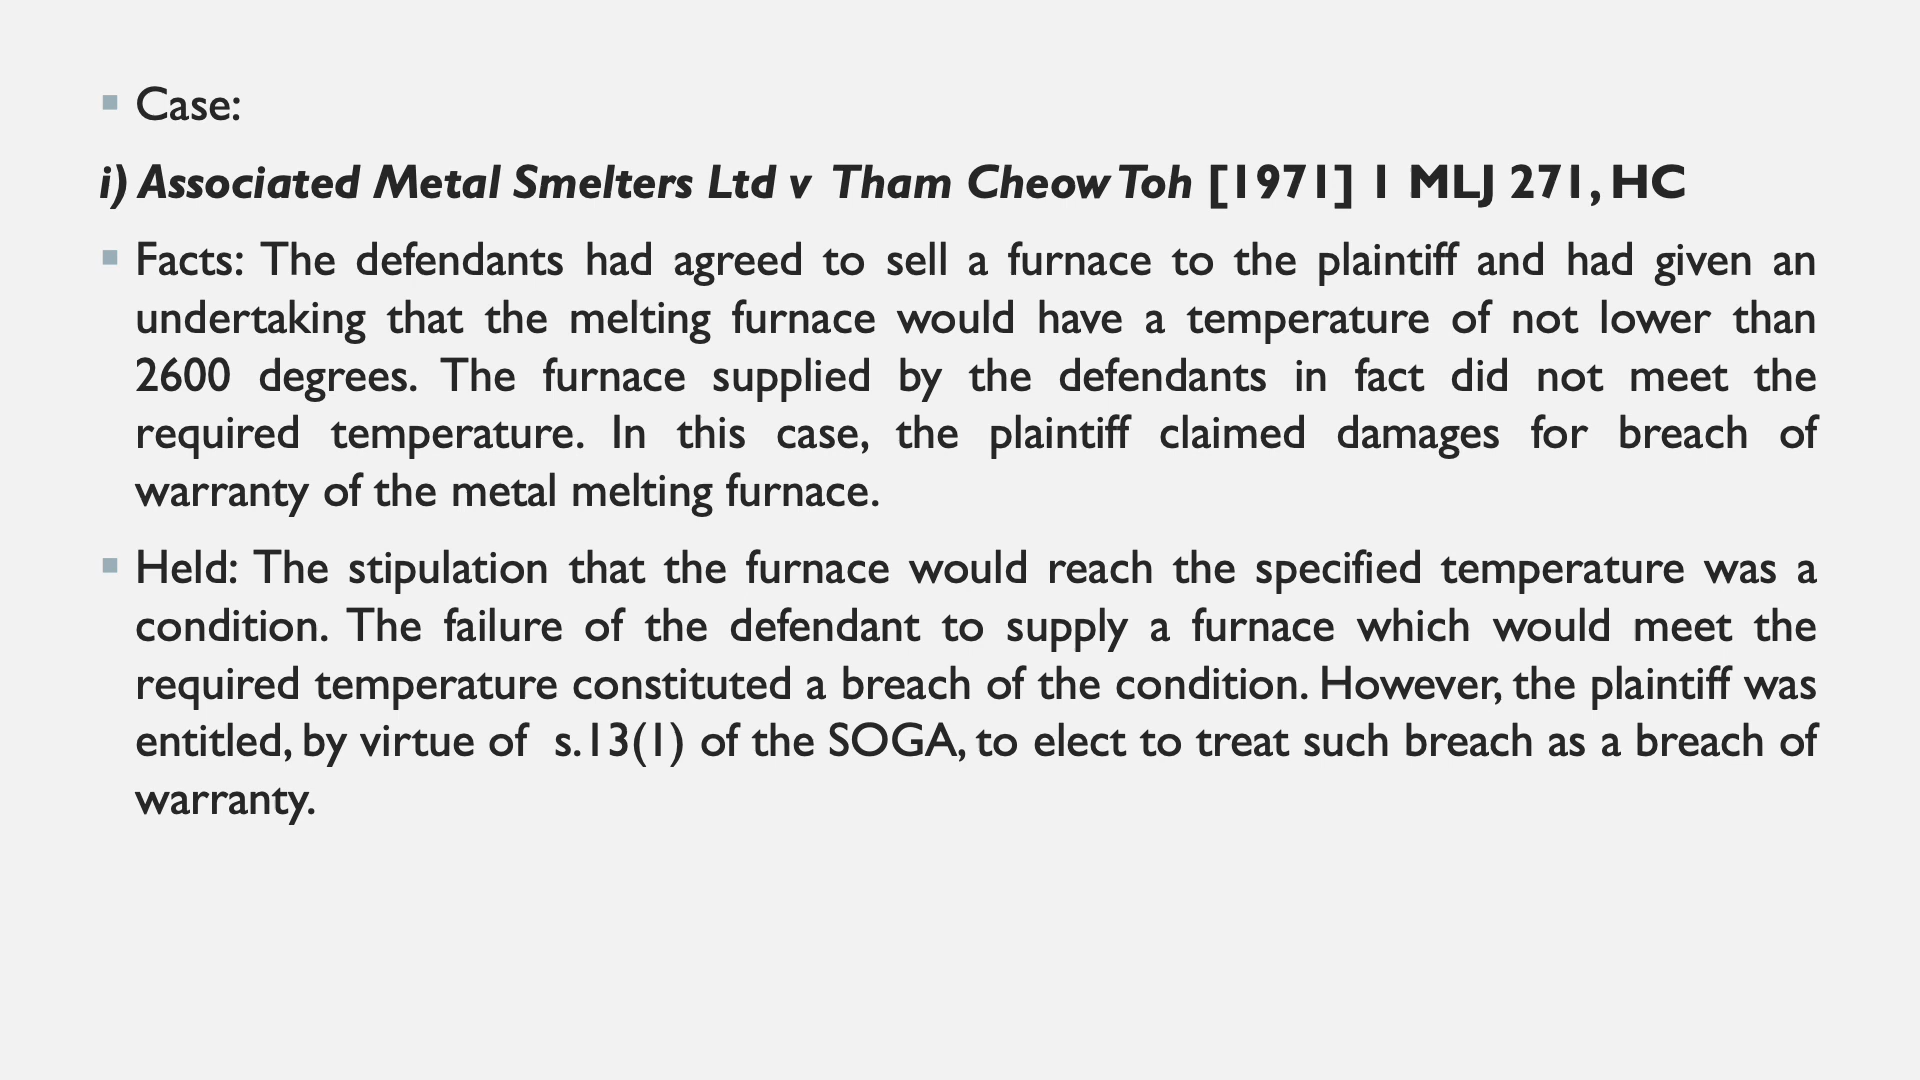 Case:
i) Associated Metal Smelters Ltd v Tham Cheow Toh [1971] 1 MLJ 271, HC
Facts: The defendants had agreed to sell a furnace to the plaintiff and had given an
undertaking that the melting furnace would have a temperature of not lower than
2600 degrees. The furnace supplied by the defendants in fact did not meet the
required temperature. In this case, the plaintiff claimed damages for breach of
warranty of the metal melting furnace.
Held: The stipulation that the furnace would reach the specified temperature was a
condition. The failure of the defendant to supply a furnace which would meet the
required temperature constituted a breach of the condition. However, the plaintiff was
entitled, by virtue of s.13(1) of the SOGA, to elect to treat such breach as a breach of
warranty.